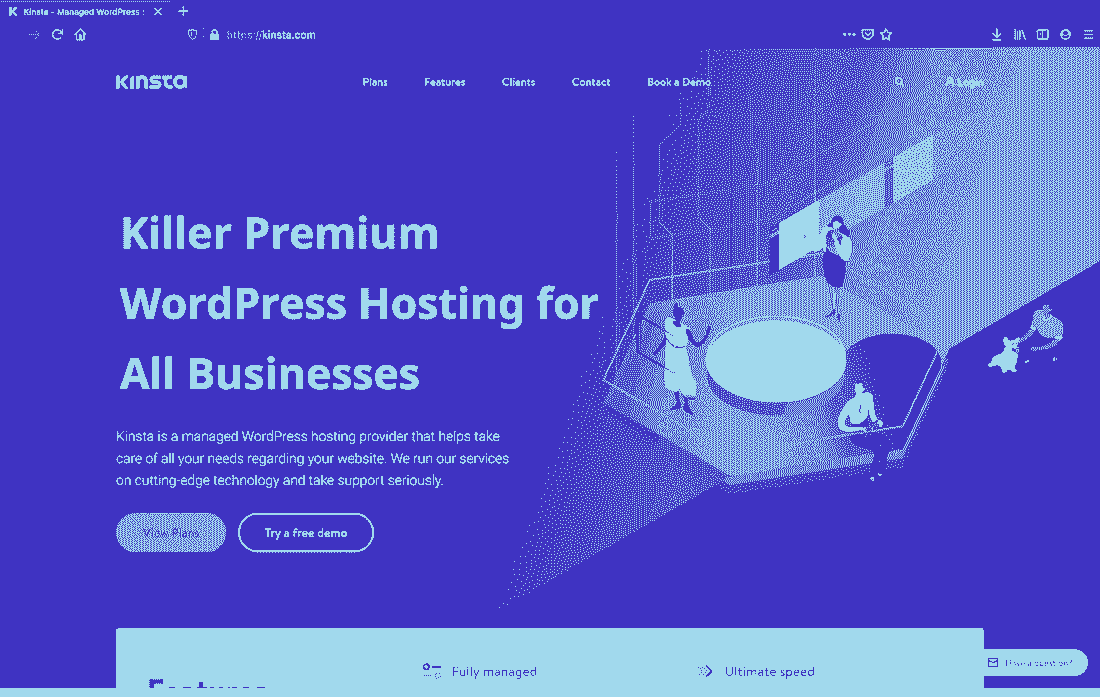 Kinsta - Managed WordPress :
https://kinsta.com
KINSTA
Plans Features Clients Contact Book a Demo Login
Killer Premium
WordPress Hosting for
All Businesses
Kinsta is a managed WordPress hosting provider that helps take
care of all your needs regarding your website. We run our services
on cutting-edge technology and take support seriously.
View Plans Try a free demo
Fully managed Ultimate speed
Have a question?